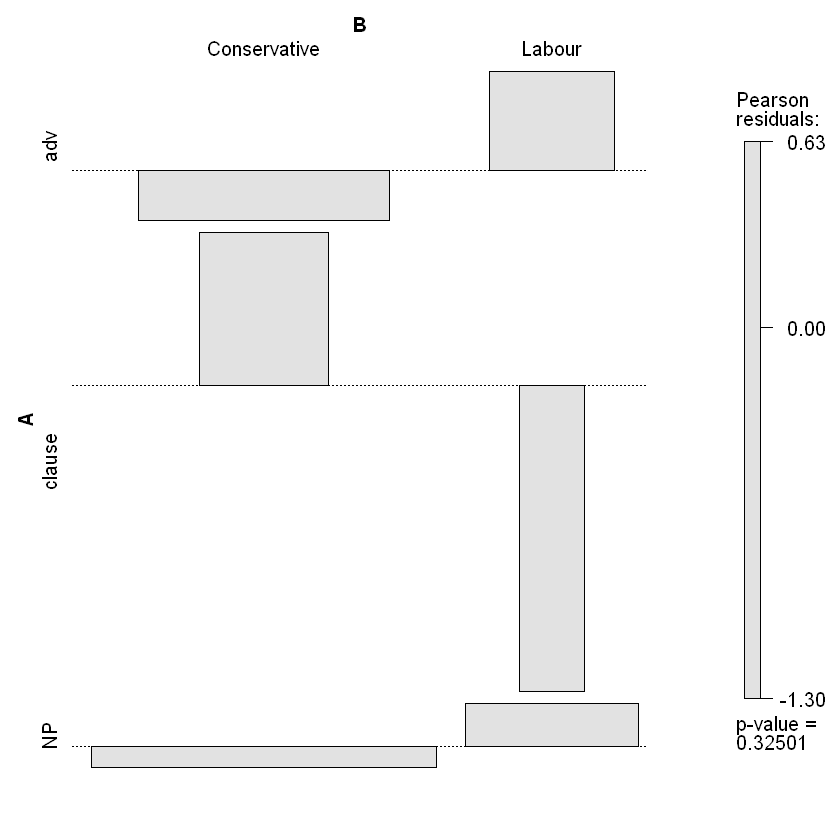 B
Conservative
Labour
adv
A
clause
NP
Pearson
residuals:
0.63
0.00
-1.30
p-value =
0.32501